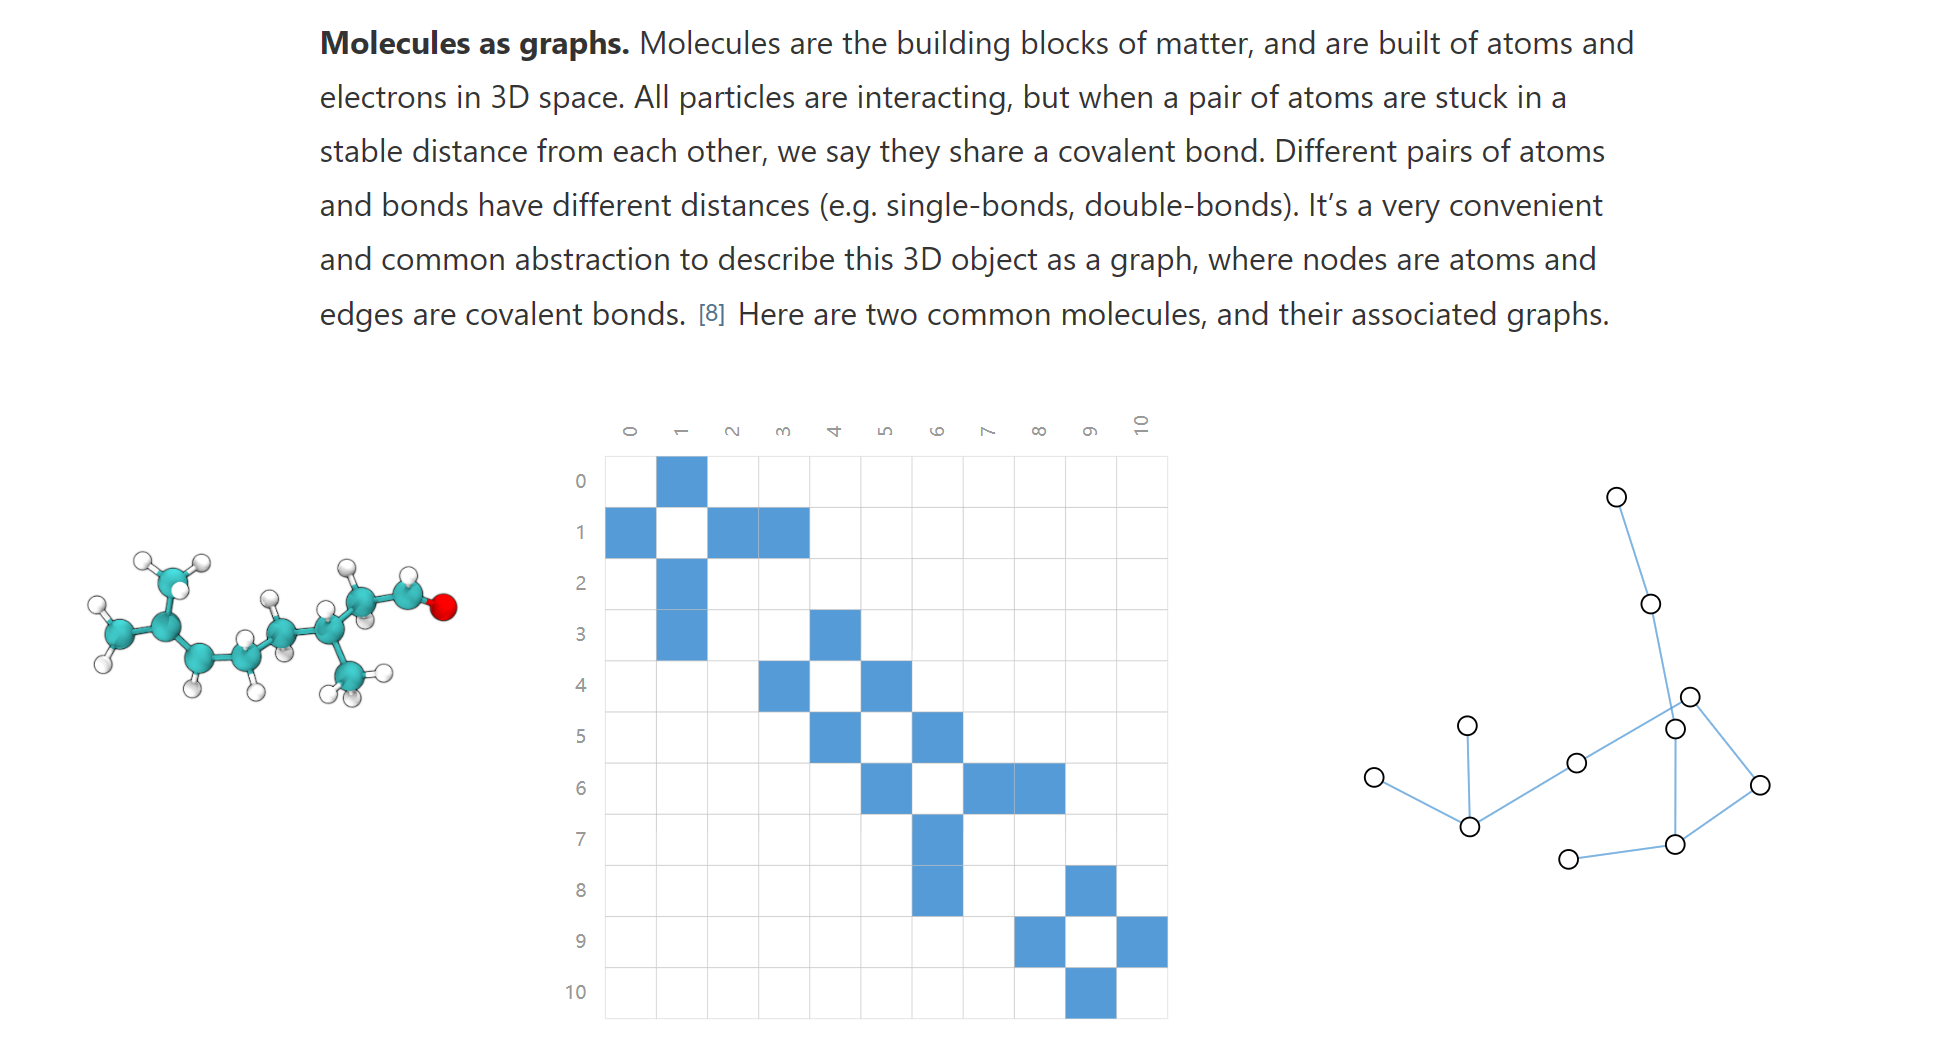 Molecules as graphs. Molecules are the building blocks of matter, and are built of atoms and
electrons in 3D space. All particles are interacting, but when a pair of atoms are stuck in a
stable distance from each other, we say they share a covalent bond. Different pairs of atoms
and bonds have different distances (e.g. single-bonds, double-bonds). It’s a very convenient
and common abstraction to describe this 3D object as a graph, where nodes are atoms and
edges are covalent bonds. [8] Here are two common molecules, and their associated graphs.
0 1 2 3 4 5 6 7 8 9 10
0
1
2
3
4
5
6
7
8
9
10